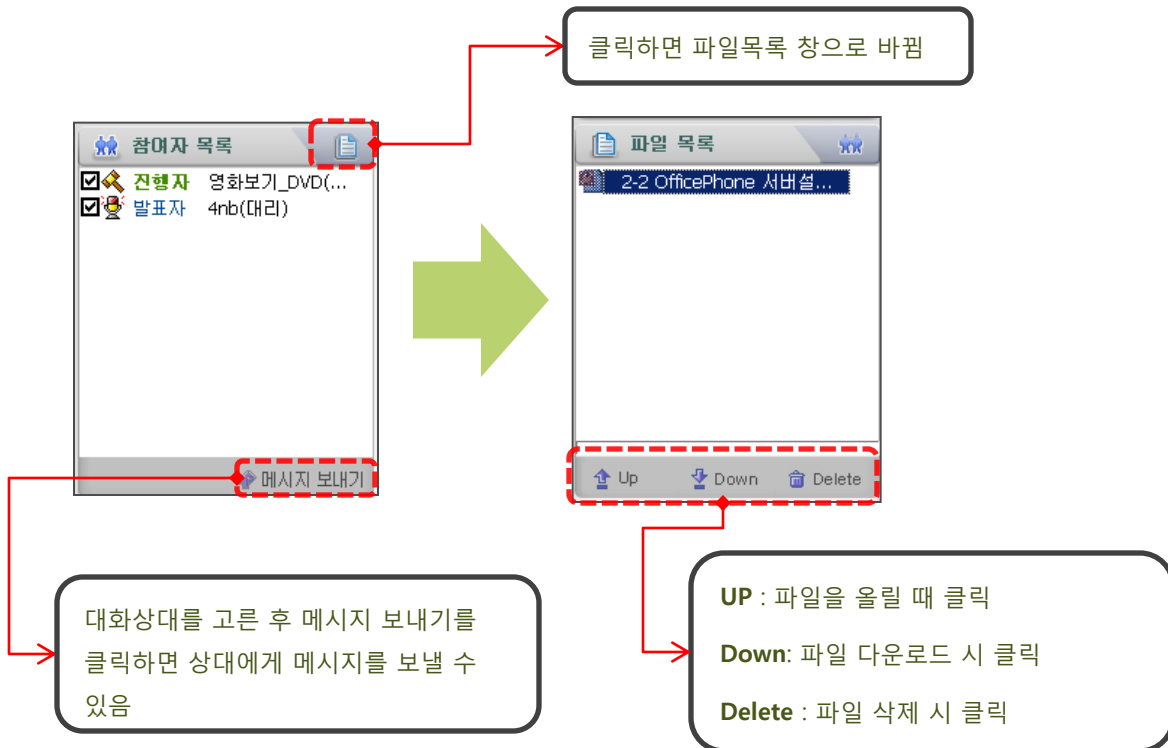 클릭하면 파일목록 창으로 바뀜
참여자 목록
진행자 영화보기_DVD(...
발표자 4nb(대리)
메시지 보내기
파일 목록
2-2 OfficePhone 서버설...
Up Down Delete
대화상대를 고른 후 메시지 보내기를
클릭하면 상대에게 메시지를 보낼 수
있음
UP : 파일을 올릴 때 클릭
Down: 파일 다운로드 시 클릭
Delete : 파일 삭제 시 클릭